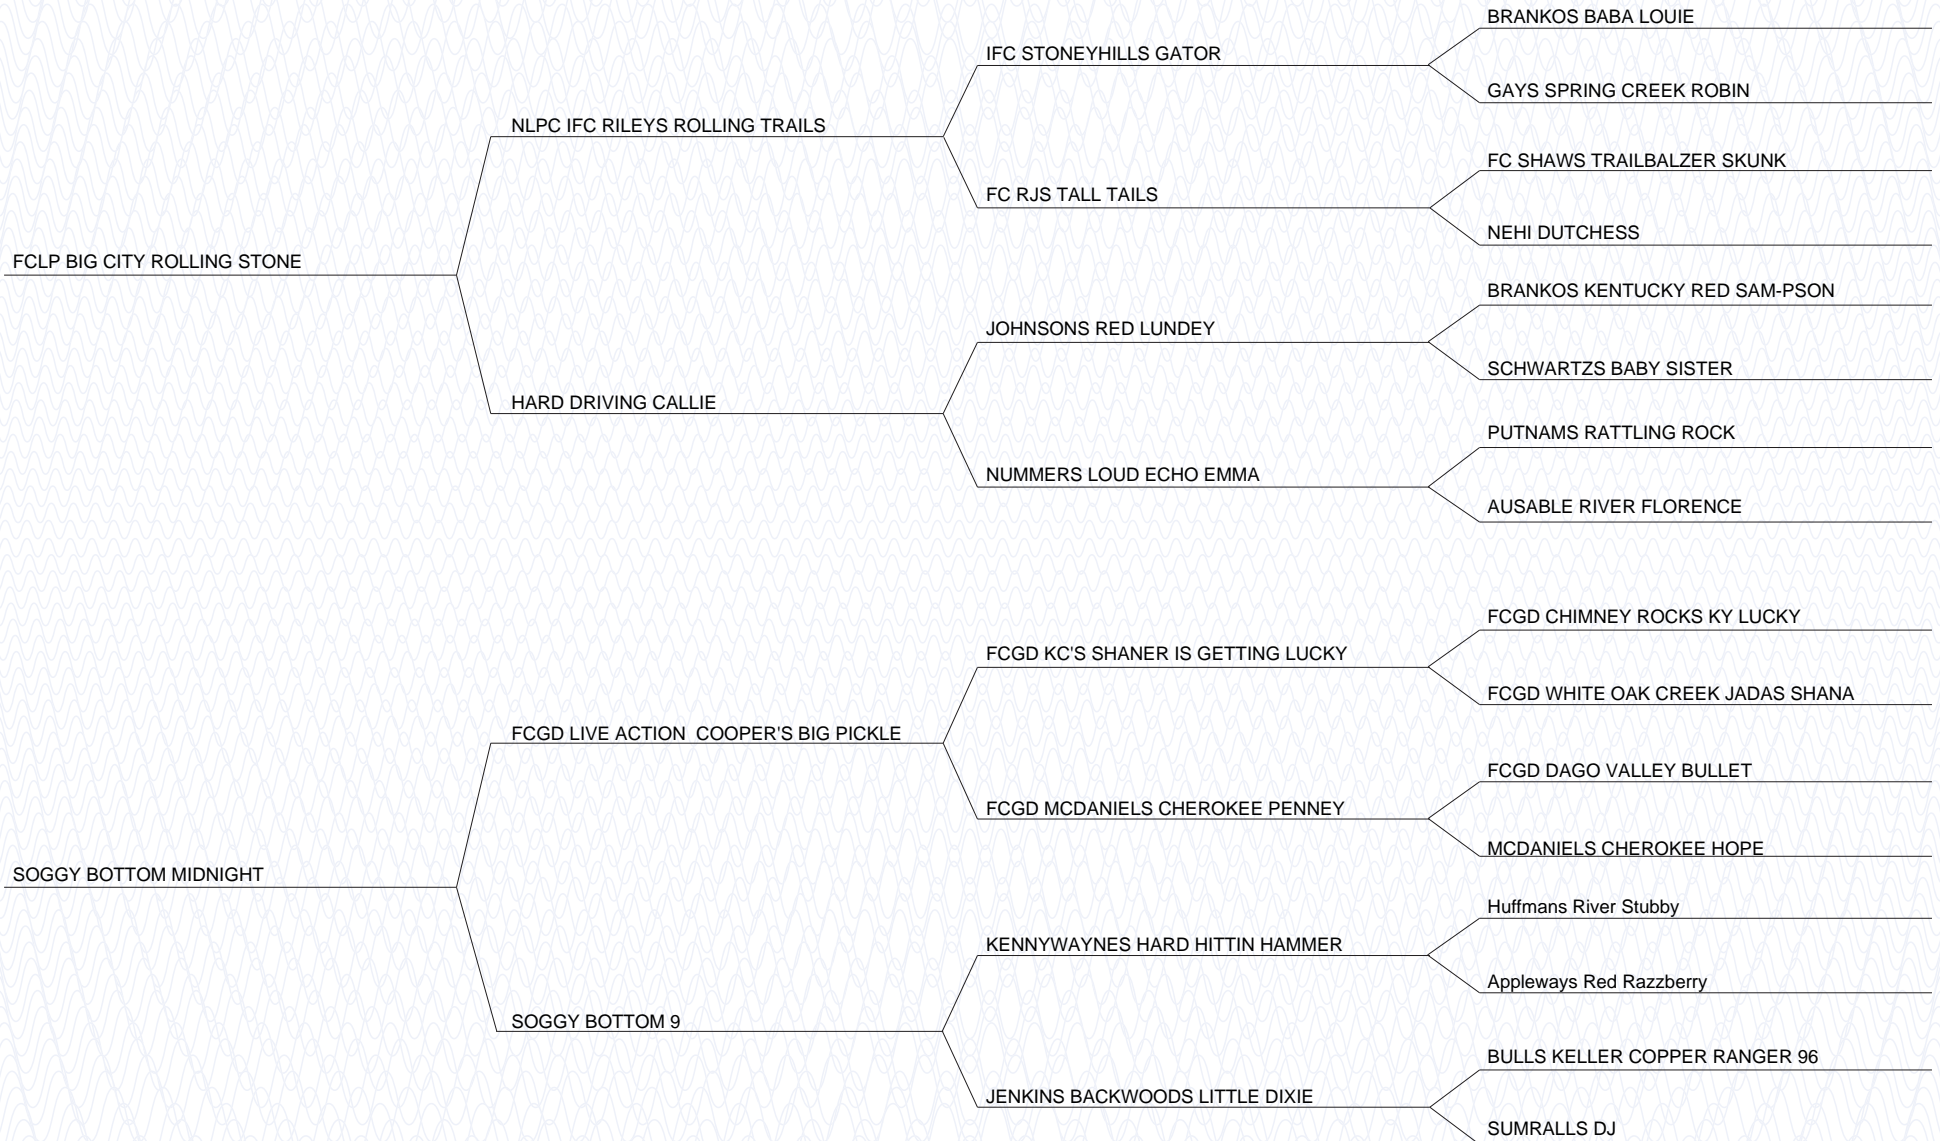 BRANKOS BABA LOUIE
IFC STONEYHILLS GATOR
GAYS SPRING CREEK ROBIN
NLPC IFC RILEYS ROLLING TRAILS
FC SHAWS TRAILBALZER SKUNK
FC RJS TALL TAILS
NEHI DUTCHESS
FCLP BIG CITY ROLLING STONE
BRANKOS KENTUCKY RED SAM-PSON
JOHNSONS RED LUNDEY
SCHWARTZS BABY SISTER
HARD DRIVING CALLIE
PUTNAMS RATTLING ROCK
NUMMERS LOUD ECHO EMMA
AUSABLE RIVER FLORENCE
FCGD CHIMNEY ROCKS KY LUCKY
FCGD KC'S SHANER IS GETTING LUCKY
FCGD WHITE OAK CREEK JADAS SHANA
FCGD LIVE ACTION  COOPER'S BIG PICKLE
FCGD DAGO VALLEY BULLET
FCGD MCDANIELS CHEROKEE PENNEY
MCDANIELS CHEROKEE HOPE
SOGGY BOTTOM MIDNIGHT
Huffmans River Stubby
KENNYWAYNES HARD HITTIN HAMMER
Appleways Red Razzberry
SOGGY BOTTOM 9
BULLS KELLER COPPER RANGER 96
JENKINS BACKWOODS LITTLE DIXIE
SUMRALLS DJ